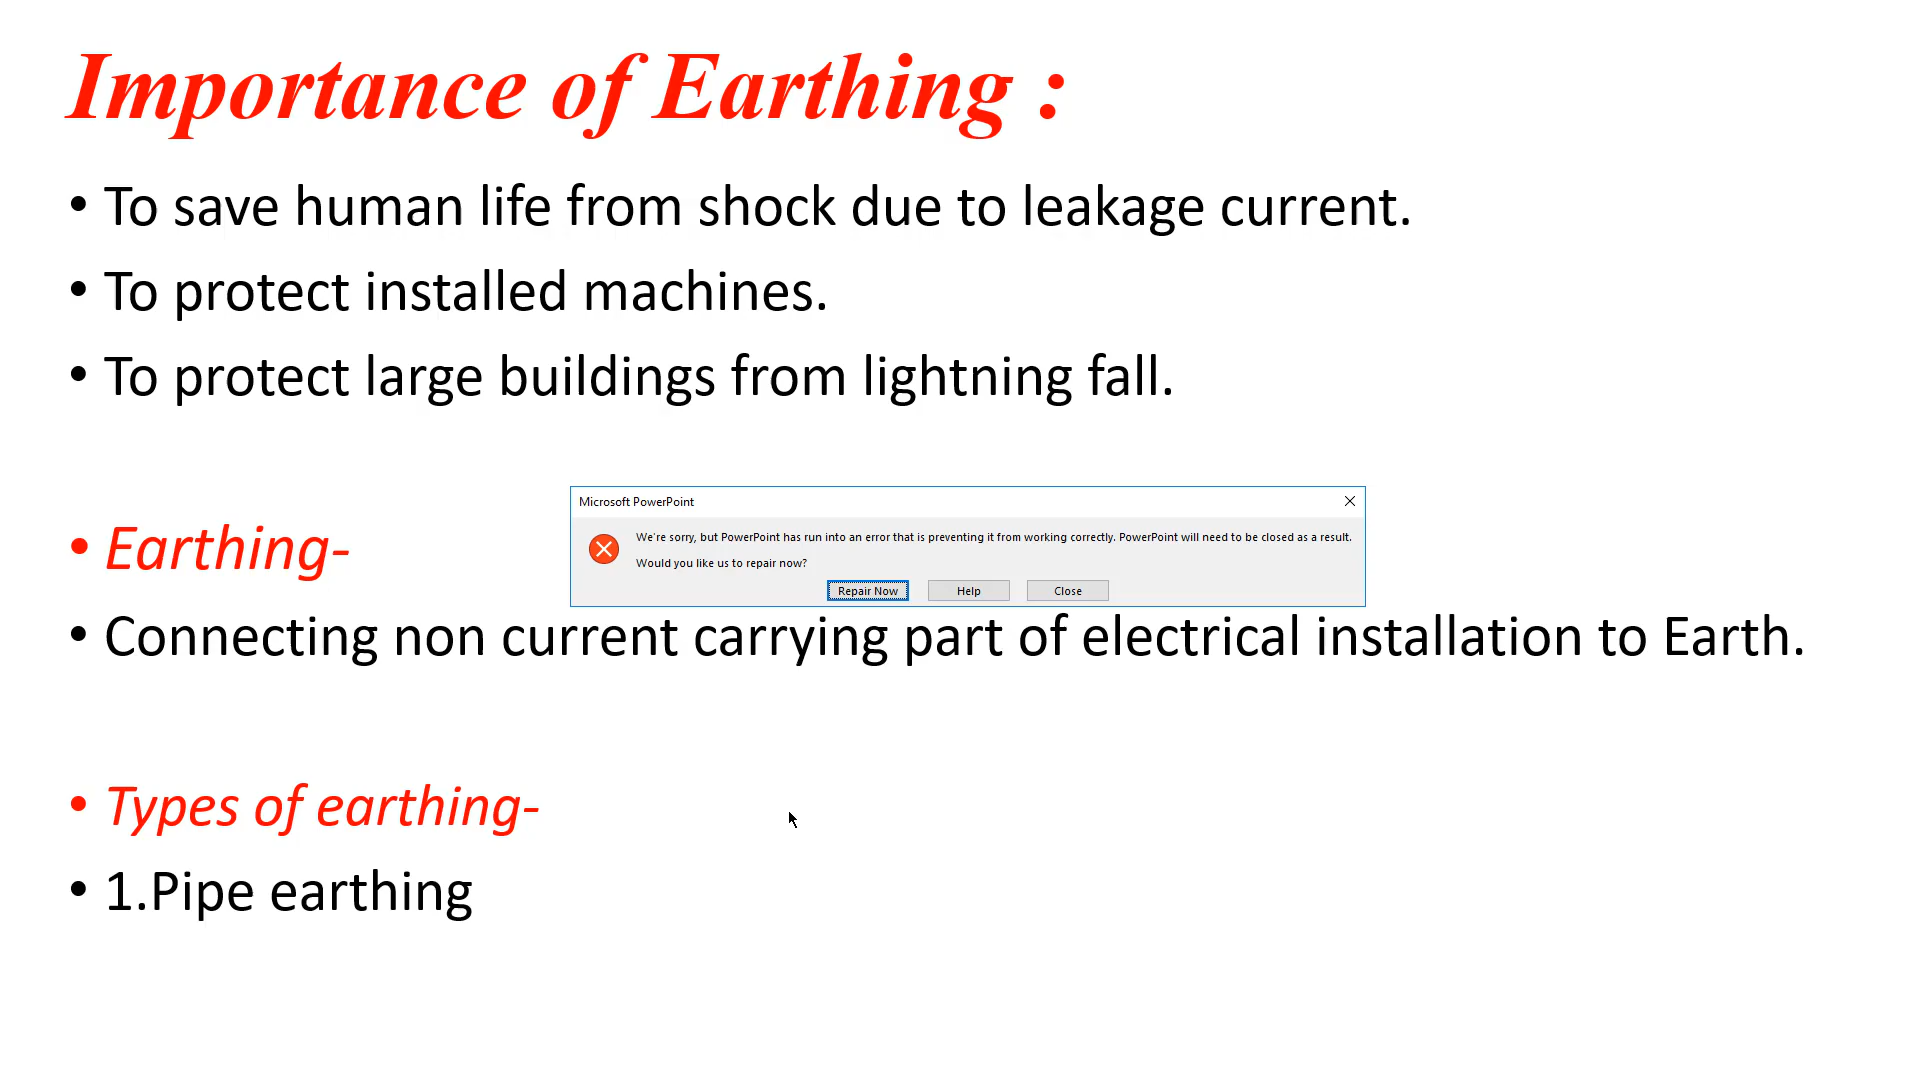 Importance of Earthing :
• To save human life from shock due to leakage current.
• To protect installed machines.
• To protect large buildings from lightning fall.
Microsoft PowerPoint
We're sorry, but PowerPoint has run into an error that is preventing it from working correctly. PowerPoint will need to be closed as a result.
Would you like us to repair now?
Repair Now Help Close
• Earthing-
• Connecting non current carrying part of electrical installation to Earth.
• Types of earthing-
• 1.Pipe earthing